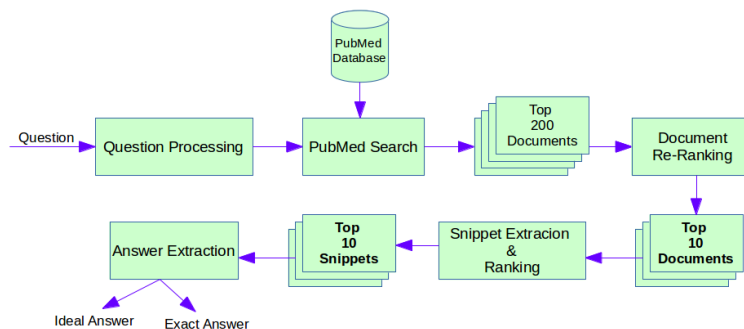 PubMed
Database
Question
Question Processing
PubMed Search
Top
200
Documents
Document
Re-Ranking
Answer Extraction
Top
10
Snippets
Snippet Extracion
&
Ranking
Top
10
Documents
Ideal Answer
Exact Answer